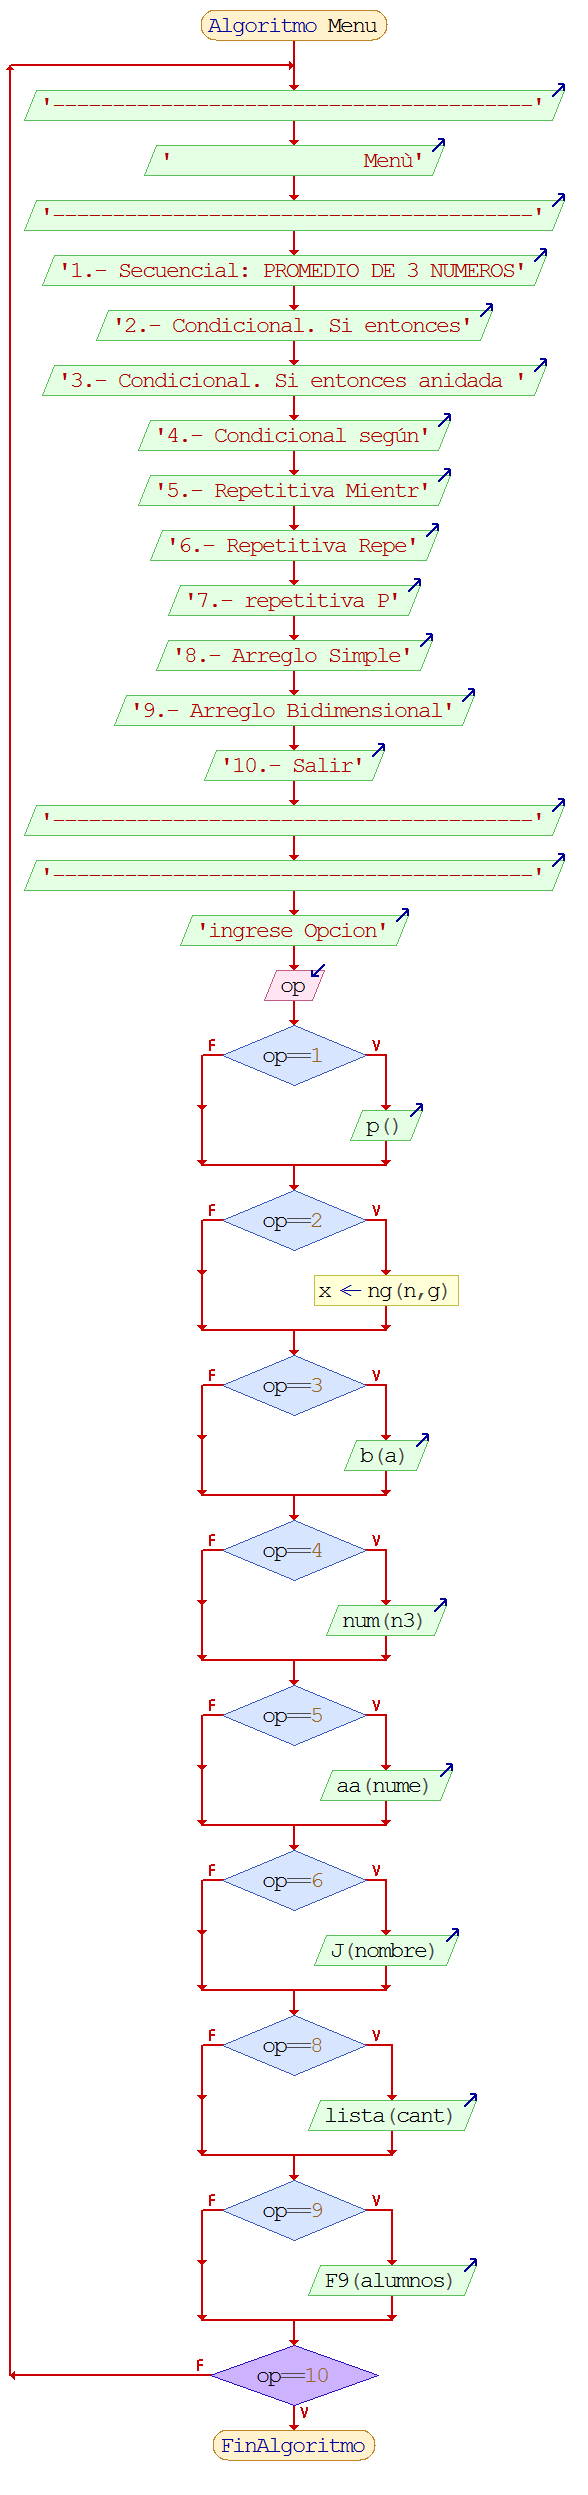 Algoritmo Menu
'----------------------------------------'
'                Menù'
'----------------------------------------'
'1.- Secuencial: PROMEDIO DE 3 NUMEROS'
'2.- Condicional. Si entonces'
'3.- Condicional. Si entonces anidada '
'4.- Condicional según'
'5.- Repetitiva Mientr'
'6.- Repetitiva Repe'
'7.- repetitiva P'
'8.- Arreglo Simple'
'9.- Arreglo Bidimensional'
'10.- Salir'
'----------------------------------------'
'----------------------------------------'
'ingrese Opcion'
op
F V
op==1
p()
F V
op==2
x ← ng(n,g)
F V
op==3
b(a)
F V
op==4
num(n3)
F V
op==5
aa(nume)
F V
op==6
J(nombre)
F V
op==8
lista(cant)
F V
op==9
F9(alumnos)
F
op==10
V
FinAlgoritmo